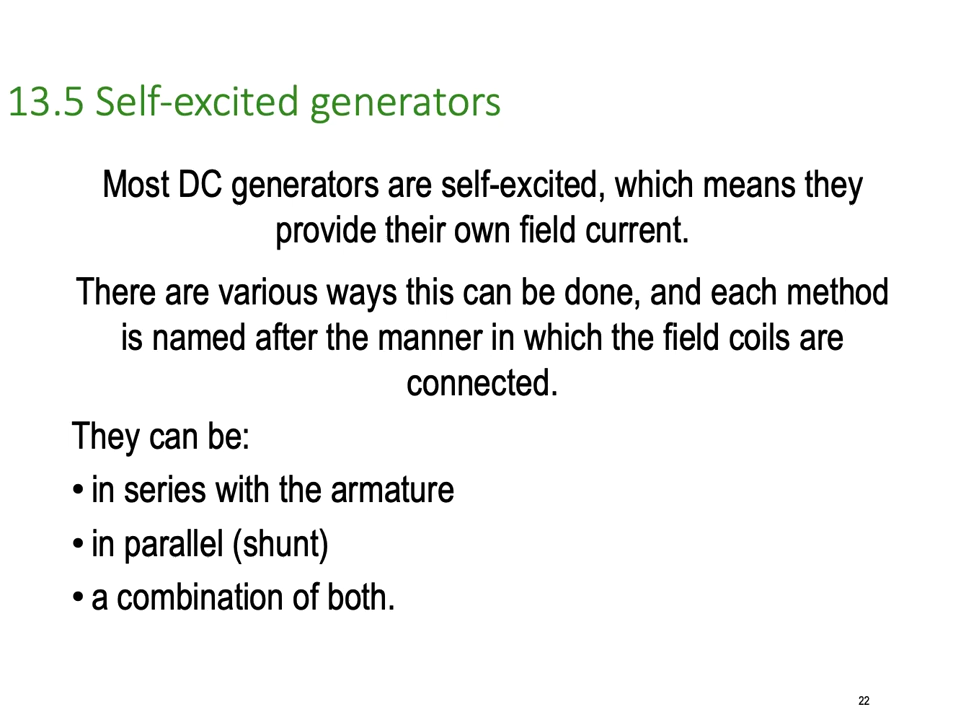 13.5 Self-excited generators
Most DC generators are self-excited, which means they
provide their own field current.
There are various ways this can be done, and each method
is named after the manner in which the field coils are
connected.
They can be:
• in series with the armature
• in parallel (shunt)
• a combination of both.
22